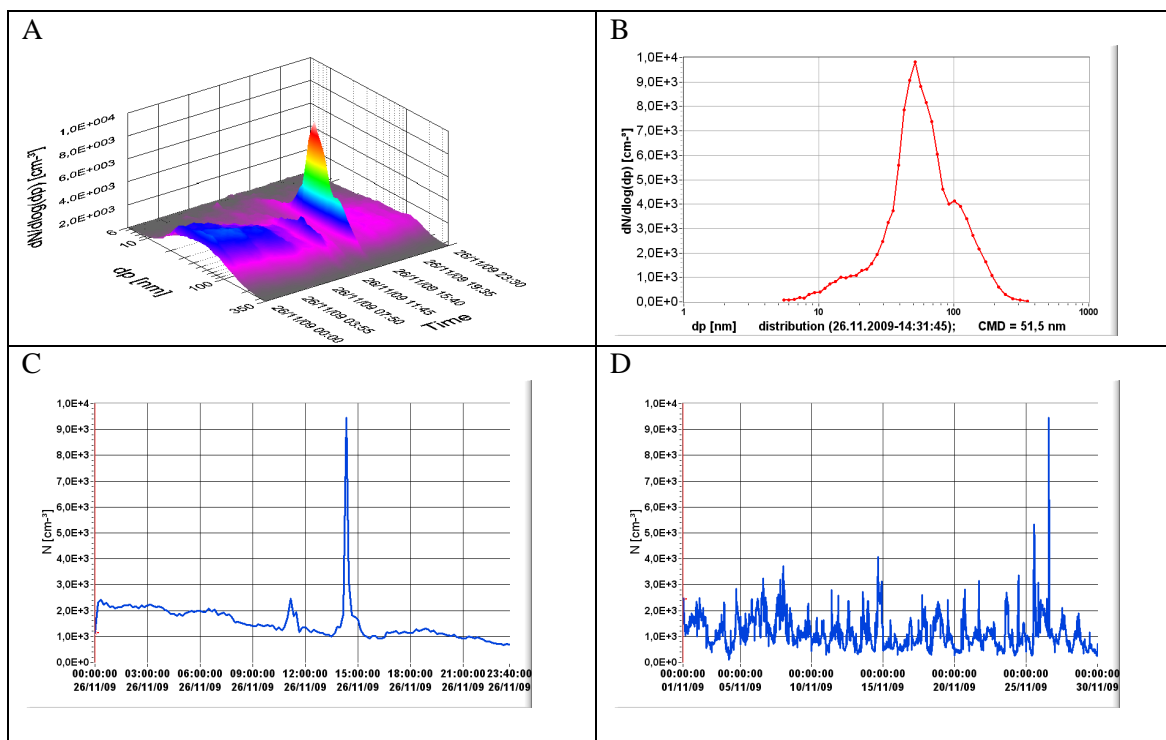 A
dN/dlog(dp) [cm-³]
1,0E+004
8,0E+003
6,0E+003
4,0E+003
2,0E+003
6
10
100
350
dp [nm]
26/11/09 00:00
26/11/09 03:55
26/11/09 07:50
26/11/09 11:45
26/11/09 15:40
26/11/09 19:35
26/11/09 23:30
Time
B
dN/dlog(dp) [cm-³]
1,0E+4
9,0E+3
8,0E+3
7,0E+3
6,0E+3
5,0E+3
4,0E+3
3,0E+3
2,0E+3
1,0E+3
0,0E+0
1 10 100 1000
dp [nm] distribution (26.11.2009-14:31:45); CMD = 51,5 nm
C
N [cm-³]
1,0E+4
9,0E+3
8,0E+3
7,0E+3
6,0E+3
5,0E+3
4,0E+3
3,0E+3
2,0E+3
1,0E+3
0,0E+0
00:00:00 03:00:00 06:00:00 09:00:00 12:00:00 15:00:00 18:00:00 21:00:00 23:40:00
26/11/09 26/11/09 26/11/09 26/11/09 26/11/09 26/11/09 26/11/09 26/11/09 26/11/09
D
N [cm-³]
1,0E+4
9,0E+3
8,0E+3
7,0E+3
6,0E+3
5,0E+3
4,0E+3
3,0E+3
2,0E+3
1,0E+3
0,0E+0
00:00:00 00:00:00 00:00:00 00:00:00 00:00:00 00:00:00 00:00:00
01/11/09 05/11/09 10/11/09 15/11/09 20/11/09 25/11/09 30/11/09